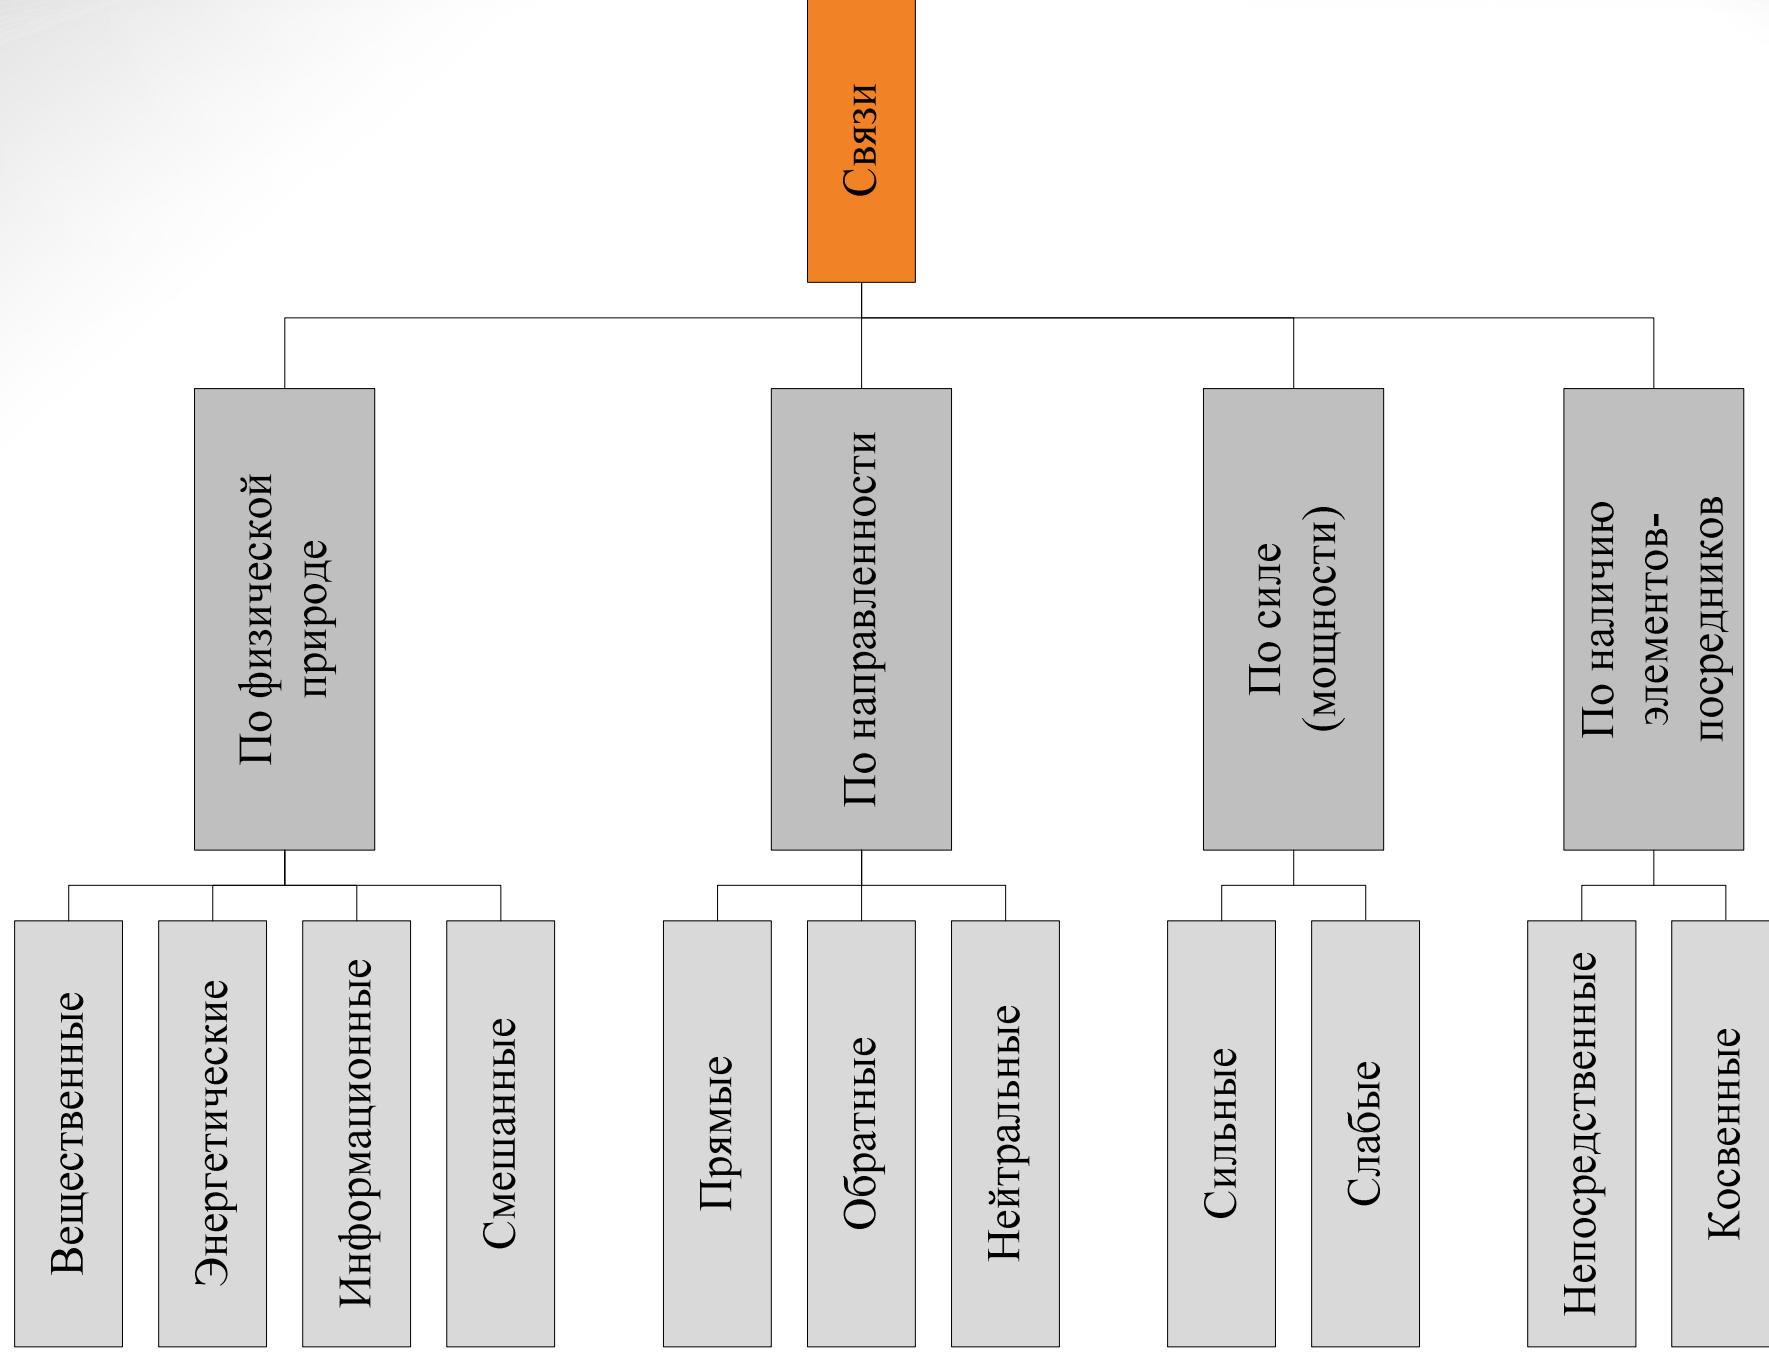 Связи
По физической
природе
По направленности
По силе
(мощности)
По наличию
элементов-
посредников
Вещественные
Энергетические
Информационные
Смешанные
Прямые
Обратные
Нейтральные
Сильные
Слабые
Непосредственные
Косвенные